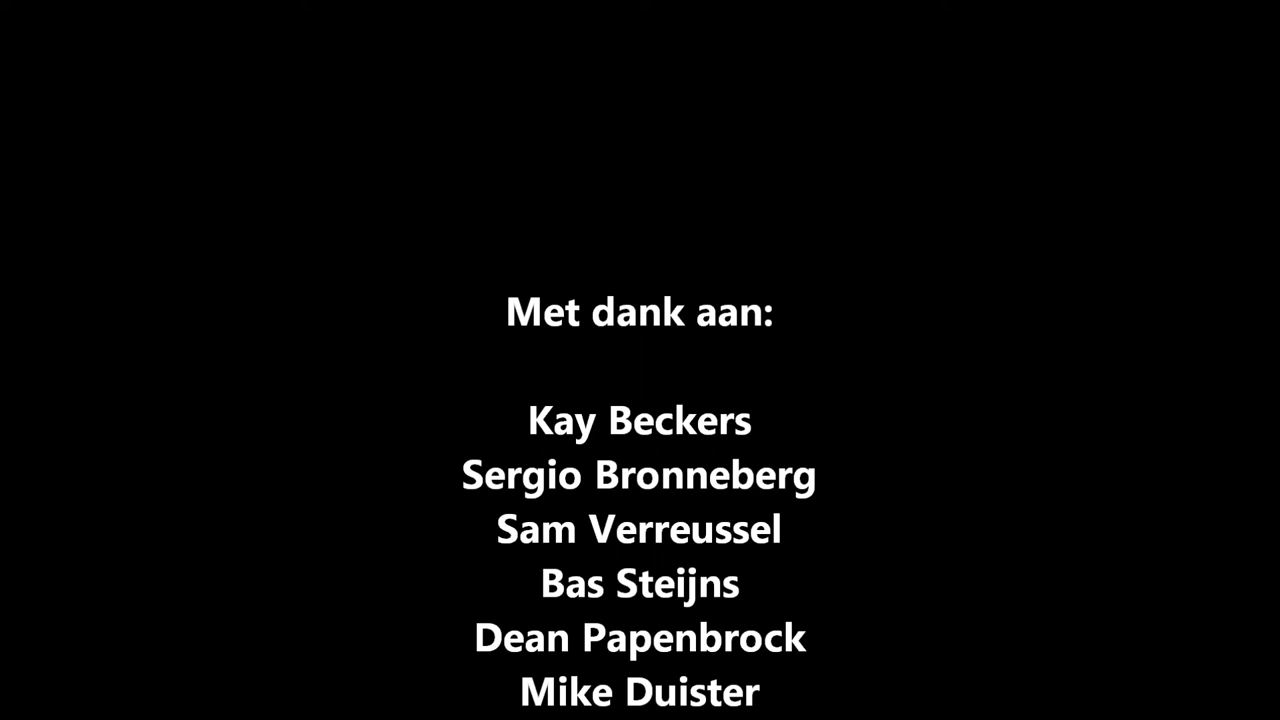 Met dank aan:
Kay Beckers
Sergio Bronneberg
Sam Verreussel
Bas Steijns
Dean Papenbrock
Mike Duister